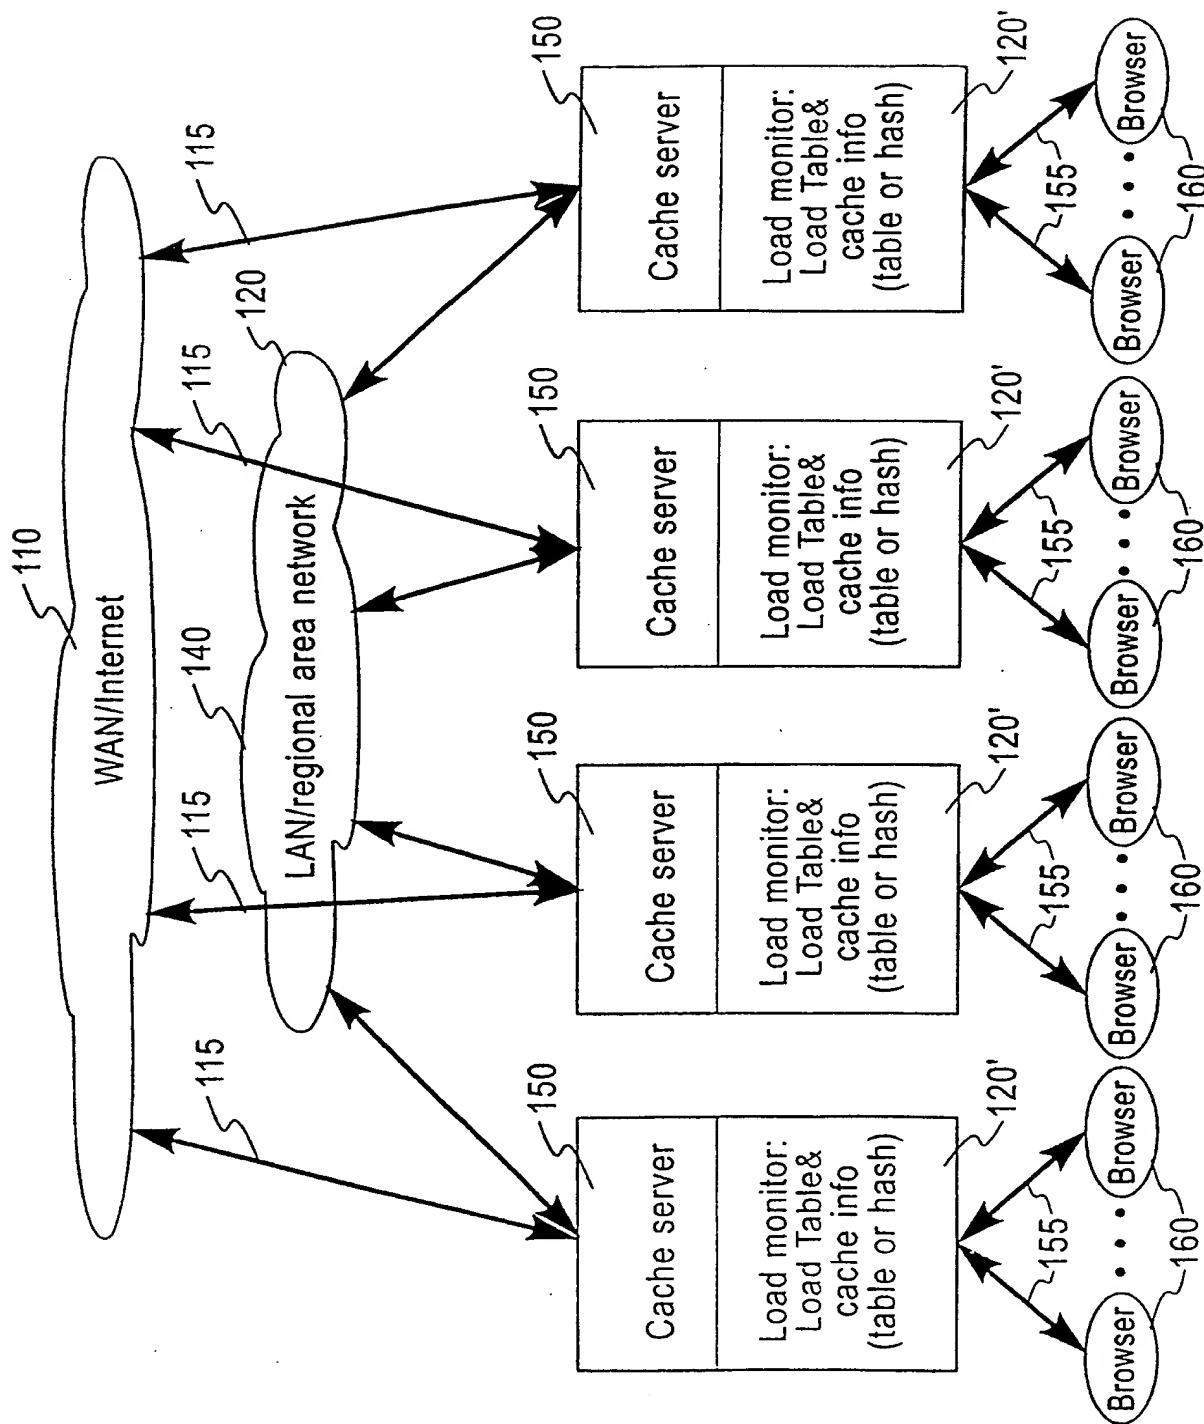 110
WAN/Internet
115
115
115
115
140
LAN/regional area network
120
150
Cache server
Load monitor:
Load Table&
cache info
(table or hash)
120'
155
Browser
Browser
160
150
Cache server
Load monitor:
Load Table&
cache info
(table or hash)
120'
155
Browser
Browser
160
150
Cache server
Load monitor:
Load Table&
cache info
(table or hash)
120'
155
Browser
Browser
160
150
Cache server
Load monitor:
Load Table&
cache info
(table or hash)
120'
155
Browser
Browser
160